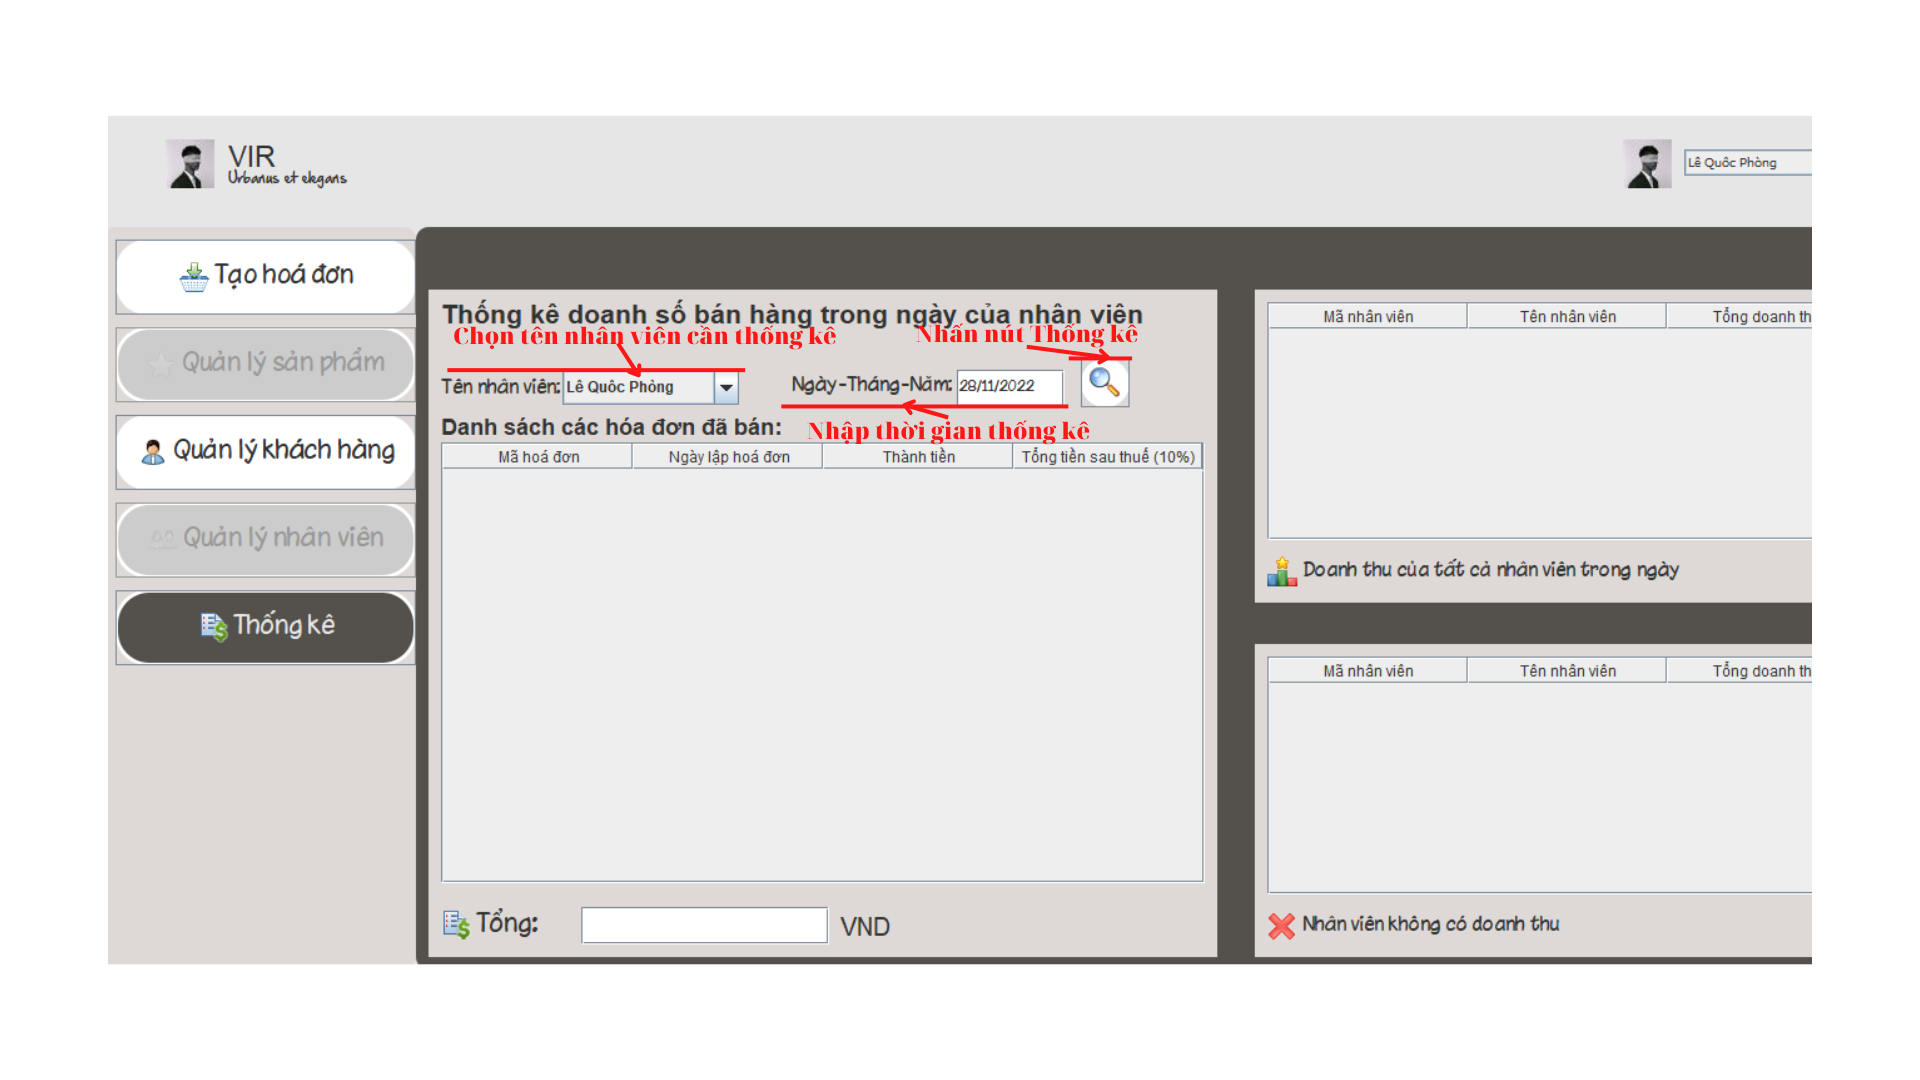 VIR
Urbanus et elegans
Lê Quôc Phòng
Tạo hoá đơn
Quản lý sản phẩm
Quản lý khách hàng
Quản lý nhân viên
Thống kê
Thống kê doanh số bán hàng trong ngày của nhân viên
Chọn tên nhân viên cần thống kê
Nhấn nút Thống kê
Tên nhân viên: Lê Quôc Phòng
Ngày-Tháng-Năm: 28/11/2022
Danh sách các hóa đơn đã bán:
Nhập thời gian thống kê
Mã hoá đơn Ngày lập hoá đơn Thành tiền Tổng tiền sau thuế (10%)
Tổng: VND
Mã nhân viên Tên nhân viên Tổng doanh th
Doanh thu của tất cả nhân viên trong ngày
Mã nhân viên Tên nhân viên Tổng doanh th
Nhân viên không có doanh thu